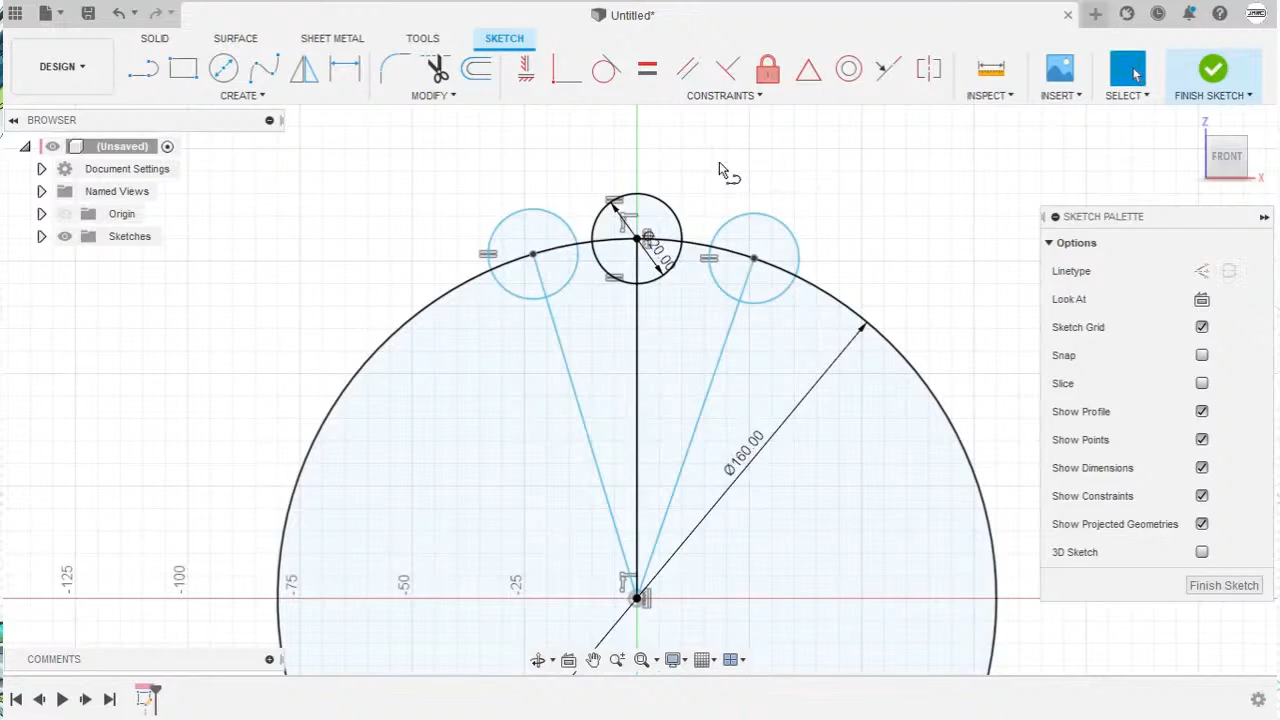 Untitled*
SOLID SURFACE SHEET METAL TOOLS SKETCH
DESIGN
CREATE MODIFY CONSTRAINTS INSPECT INSERT SELECT FINISH SKETCH
BROWSER
(Unsaved)
Document Settings
Named Views
Origin
Sketches
Z
FRONT
X
SKETCH PALETTE
Options
Linetype
Look At
Sketch Grid
Snap
Slice
Show Profile
Show Points
Show Dimensions
Show Constraints
Show Projected Geometries
3D Sketch
Finish Sketch
Ø20.00
Ø160.00
-125
-100
-75
-50
-25
COMMENTS